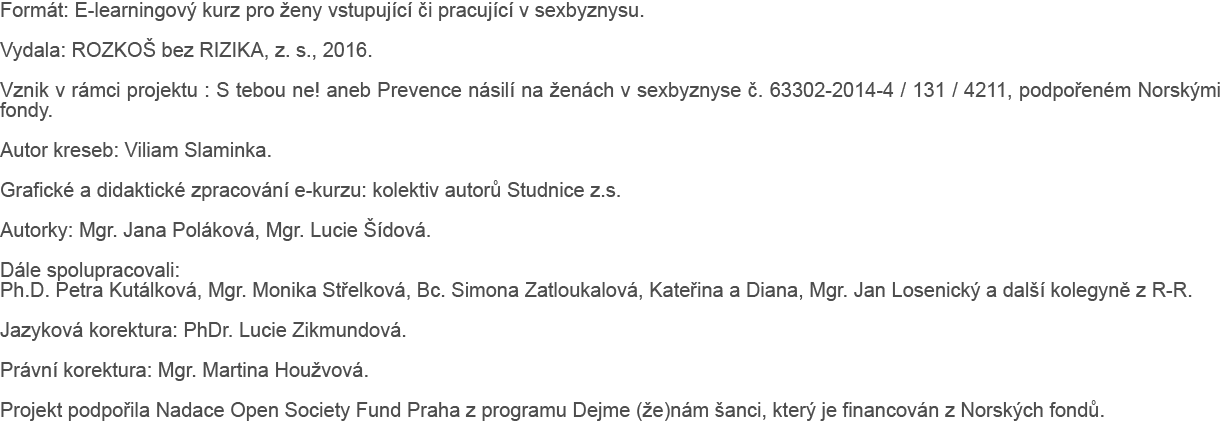 Formát: E-learningový kurz pro ženy vstupující či pracující v sexbyznysu.
Vydala: ROZKOŠ bez RIZIKA, z. s., 2016.
Vznik v rámci projektu : S tebou ne! aneb Prevence násilí na ženách v sexbyznyse č. 63302-2014-4 / 131 / 4211, podpořeném Norskými
fondy.
Autor kreseb: Viliam Slaminka.
Grafické a didaktické zpracování e-kurzu: kolektiv autorů Studnice z.s.
Autorky: Mgr. Jana Poláková, Mgr. Lucie Šídová.
Dále spolupracovali:
Ph.D. Petra Kutálková, Mgr. Monika Střelková, Bc. Simona Zatloukalová, Kateřina a Diana, Mgr. Jan Losenický a další kolegyně z R-R.
Jazyková korektura: PhDr. Lucie Zikmundová.
Právní korektura: Mgr. Martina Houžvová.
Projekt podpořila Nadace Open Society Fund Praha z programu Dejme (že)nám šanci, který je financován z Norských fondů.